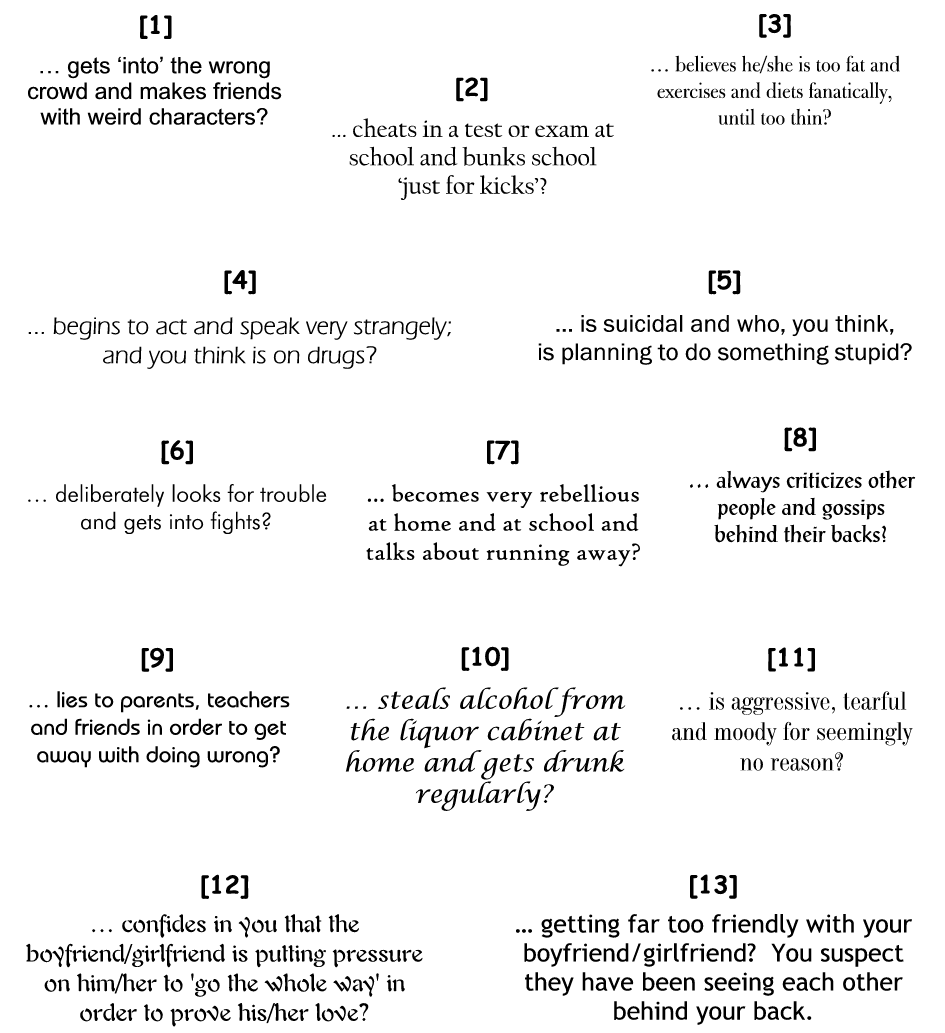 [1]
… gets ‘into’ the wrong
crowd and makes friends
with weird characters?
[2]
... cheats in a test or exam at
school and bunks school
‘just for kicks’?
[3]
… believes he/she is too fat and
exercises and diets fanatically,
until too thin?
[4]
... begins to act and speak very strangely;
and you think is on drugs?
[5]
... is suicidal and who, you think,
is planning to do something stupid?
[6]
… deliberately looks for trouble
and gets into fights?
[7]
... becomes very rebellious
at home and at school and
talks about running away?
[8]
… always criticizes other
people and gossips
behind their backs?
[9]
... lies to parents, teachers
and friends in order to get
away with doing wrong?
[10]
... steals alcohol from
the liquor cabinet at
home and gets drunk
regularly?
[11]
… is aggressive, tearful
and moody for seemingly
no reason?
[12]
… confides in you that the
boyfriend/girlfriend is putting pressure
on him/her to 'go the whole way' in
order to prove his/her love?
[13]
... getting far too friendly with your
boyfriend/girlfriend?  You suspect
they have been seeing each other
behind your back.